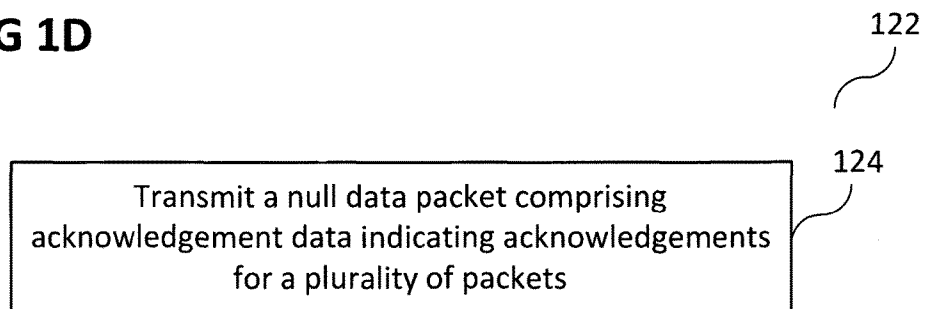 G 1D
122
124
Transmit a null data packet comprising
acknowledgement data indicating acknowledgements
for a plurality of packets